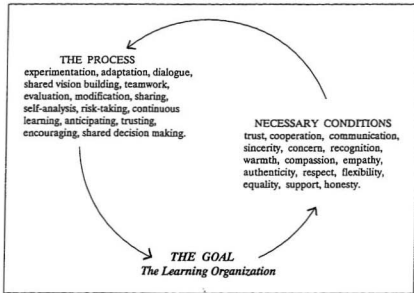 THE PROCESS
experimentation, adaptation, dialogue,
shared vision building, teamwork,
evaluation, modification, sharing,
self-analysis, risk-taking, continuous
learning, anticipating, trusting,
encouraging, shared decision making.
NECESSARY CONDITIONS
trust, cooperation, communication,
sincerity, concern, recognition,
warmth, compassion, empathy,
authenticity, respect, flexibility,
equality, support, honesty.
THE GOAL
The Learning Organization